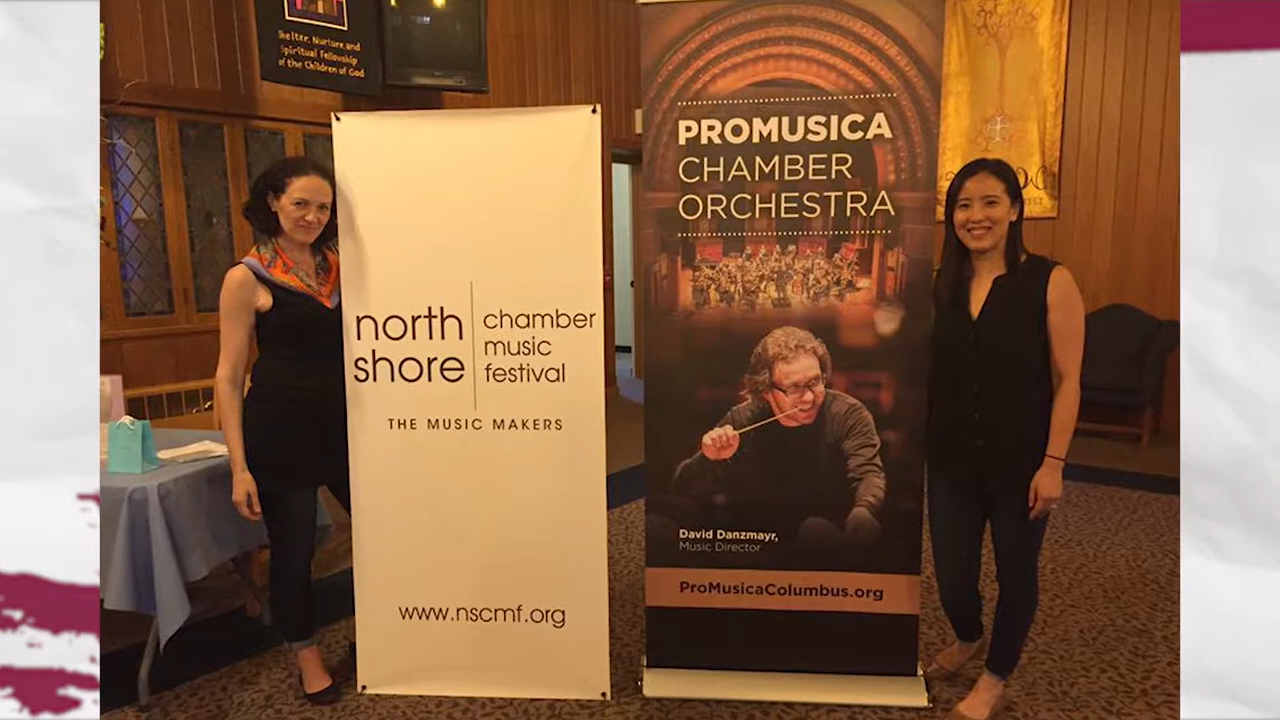 Shelter, Nurture, and
Spiritual Fellowship
of the Children of God
north
shore
chamber
music
festival
THE MUSIC MAKERS
www.nscmf.org
PROMUSICA
CHAMBER
ORCHESTRA
David Danzmayr,
Music Director
ProMusicaColumbus.org